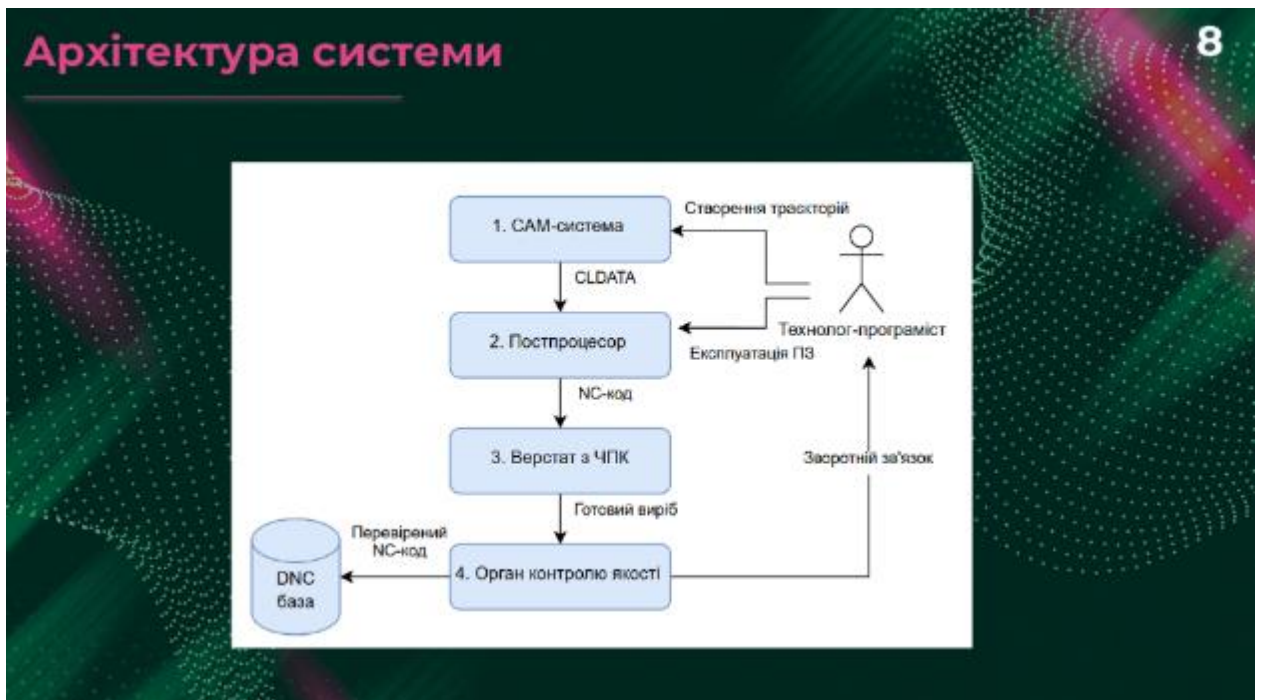 Архітектура системи
8
1. CAM-система
Створення траєкторій
CLDATA
2. Постпроцесор
Технолог-програміст
Експлуатація ПЗ
NC-код
3. Верстат з ЧПК
Зворотній зв'язок
Готовий виріб
Перевірений
NC-код
4. Орган контролю якості
DNC
база